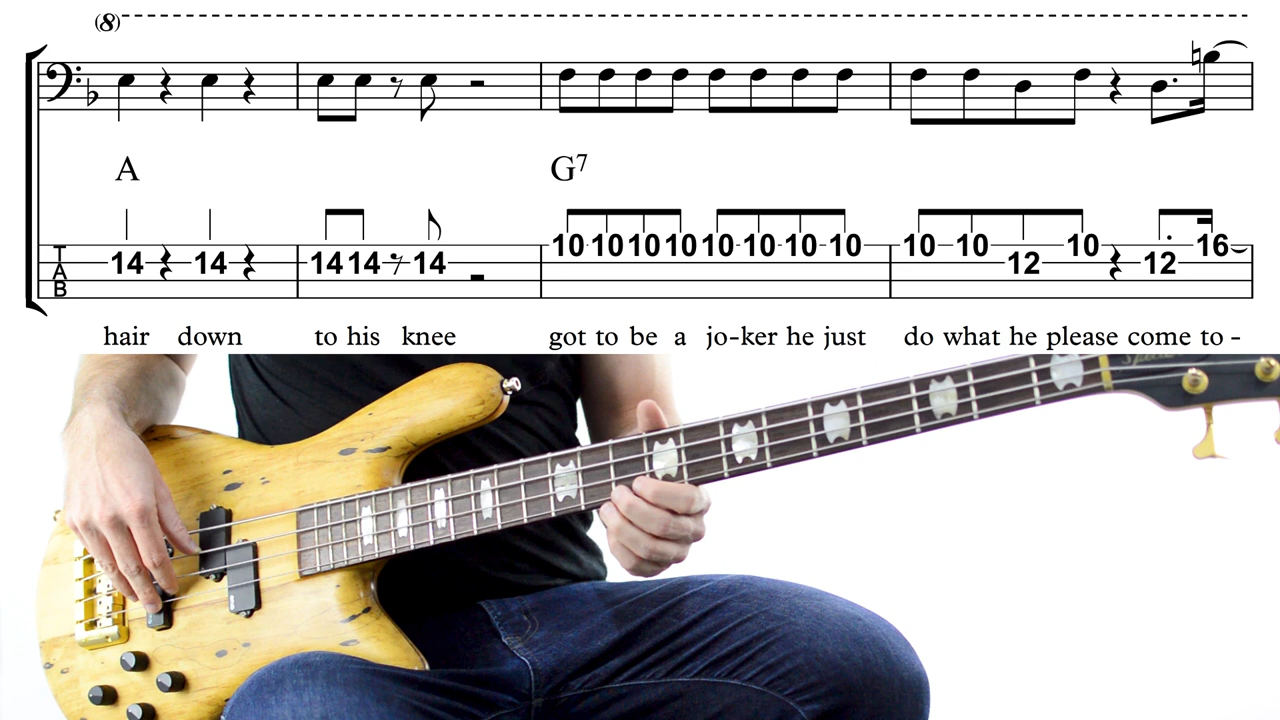 (8)
A G7
14 14 14 14 14 10 10 10 10 10 10 10 10 10 10 10 16
T
A
B
12 12
hair down to his knee got to be a jo-ker he just do what he please come to -